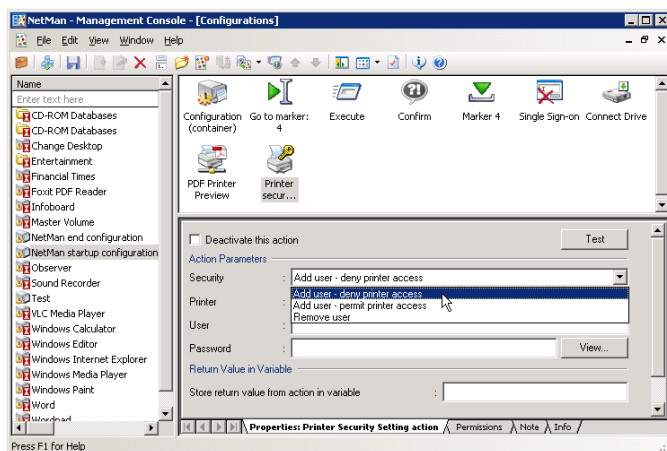 NetMan - Management Console - [Configurations]
File Edit View Window Help
Name
Enter text here
CD-ROM Databases
CD-ROM Databases
Change Desktop
Entertainment
Financial Times
Foxit PDF Reader
Infoboard
Master Volume
NetMan end configuration
NetMan startup configuration
Observer
Sound Recorder
Test
VLC Media Player
Windows Calculator
Windows Editor
Windows Internet Explorer
Windows Media Player
Windows Paint
Word
Wordpad
Configuration (container)
Go to marker: 4
Execute
Confirm
Marker 4
Single Sign-on
Connect Drive
PDF Printer Preview
Printer secur...
Deactivate this action
Test
Action Parameters
Security : Add user - deny printer access
Add user - deny printer access
Add user - permit printer access
Remove user
Printer :
User :
Password :
View...
Return Value in Variable
Store return value from action in variable :
Properties: Printer Security Setting action Permissions Note Info
Press F1 for Help